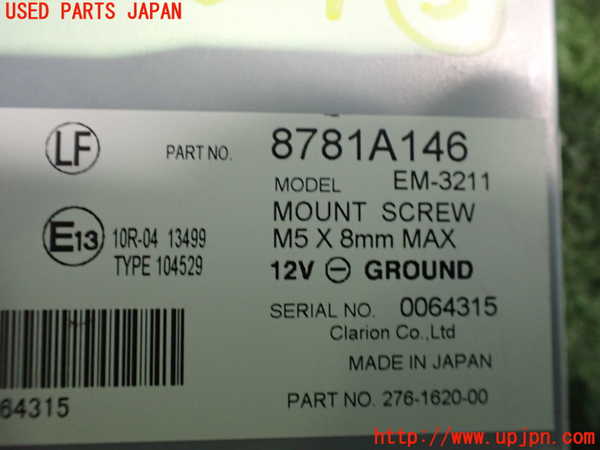 USED PARTS JAPAN
LF
PART NO. 8781A146
MODEL EM-3211
MOUNT SCREW
E13 10R-04 13499
M5 X 8mm MAX
TYPE 104529
12V ⊖ GROUND
SERIAL NO. 0064315
Clarion Co.,Ltd
MADE IN JAPAN
64315
PART NO. 276-1620-00
http://www.upjpn.com